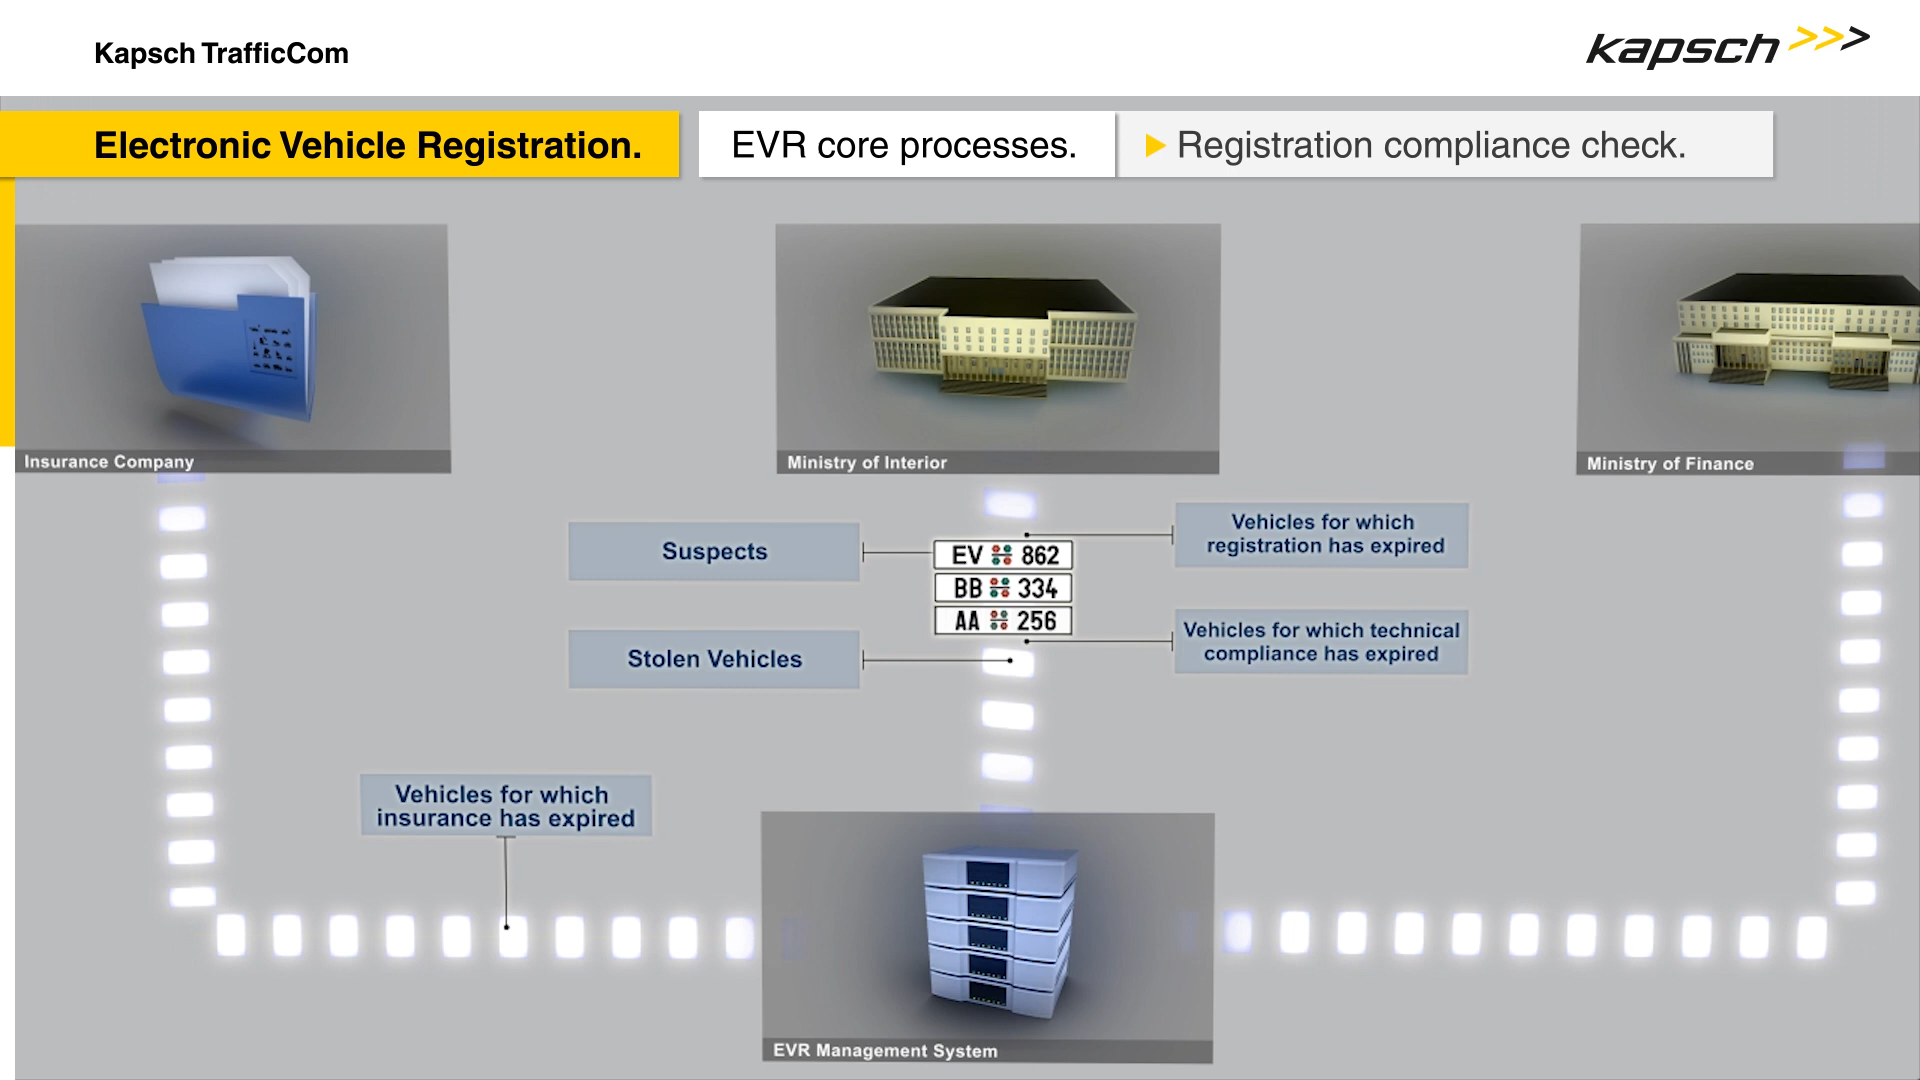 Kapsch TrafficCom
kapsch >>>
Electronic Vehicle Registration.
EVR core processes.
Registration compliance check.
Insurance Company
Ministry of Interior
Ministry of Finance
Suspects
Vehicles for which
registration has expired
EV 862
BB 334
AA 256
Stolen Vehicles
Vehicles for which technical
compliance has expired
Vehicles for which
insurance has expired
EVR Management System